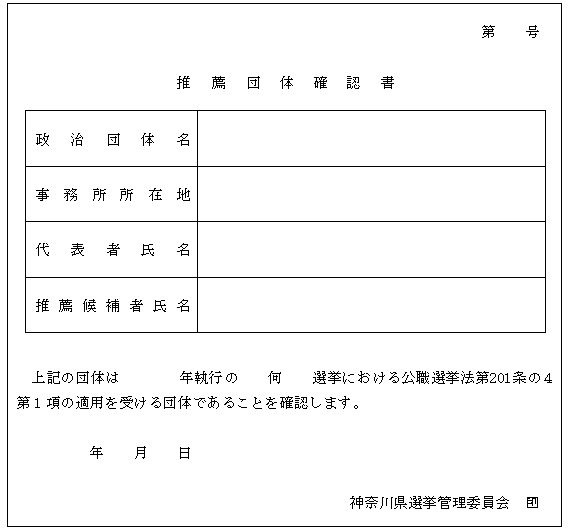 第　　号
推薦団体確認書
政治団体名
事務所所在地
代表者氏名
推薦候補者氏名
上記の団体は　　　　年執行の　　何　　選挙における公職選挙法第201条の４
第１項の適用を受ける団体であることを確認します。
年　　月　　日
神奈川県選挙管理委員会　印